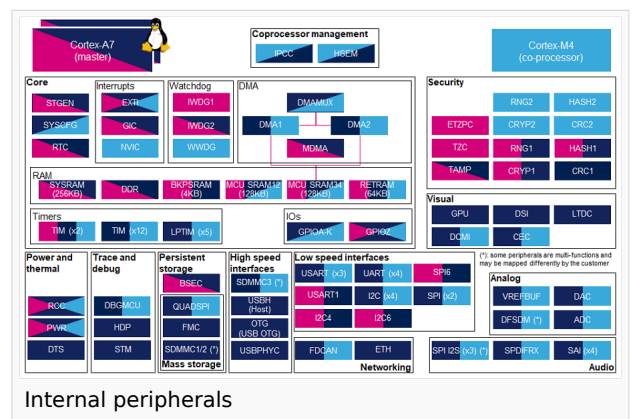 Cortex-A7
(master)
Coprocessor management
IPCC
HSEM
Cortex-M4
(co-processor)
Core
STGEN
SYSCFG
RTC
Interrupts
EXTI
GIC
NVIC
Watchdog
IWDG1
IWDG2
WWDG
DMA
DMAMUX
DMA1
DMA2
MDMA
Security
RNG2
HASH2
ETZPC
CRYP2
CRC2
TZC
RNG1
HASH1
TAMP
CRYP1
CRC1
RAM
SYSRAM
(256KB)
DDR
BKPSRAM
(4KB)
MCU SRAM12
(128KB)
MCU SRAM34
(128KB)
RETRAM
(64KB)
Timers
TIM (x2)
TIM (x12)
LPTIM (x5)
IOs
GPIOA-K
GPIOZ
Visual
GPU
DSI
LTDC
DCMI
CEC
(*): some peripherals are multi-functions and
may be mapped differently by the customer
Power and
thermal
RCC
PWR
DTS
Trace and
debug
DBGMCU
HDP
STM
Persistent
storage
BSEC
QUADSPI
FMC
SDMMC1/2 (*)
Mass storage
High speed
interfaces
SDMMC3 (*)
USBH
(Host)
OTG
(USB OTG)
USBPHYC
Low speed interfaces
USART (x3)
UART (x4)
SPI6
USART1
I2C (x4)
SPI (x2)
I2C4
I2C6
FDCAN
ETH
Networking
Analog
VREFBUF
DAC
DFSDM (*)
ADC
SPI I2S (x3) (*)
SPDIFRX
SAI (x4)
Audio
Internal peripherals